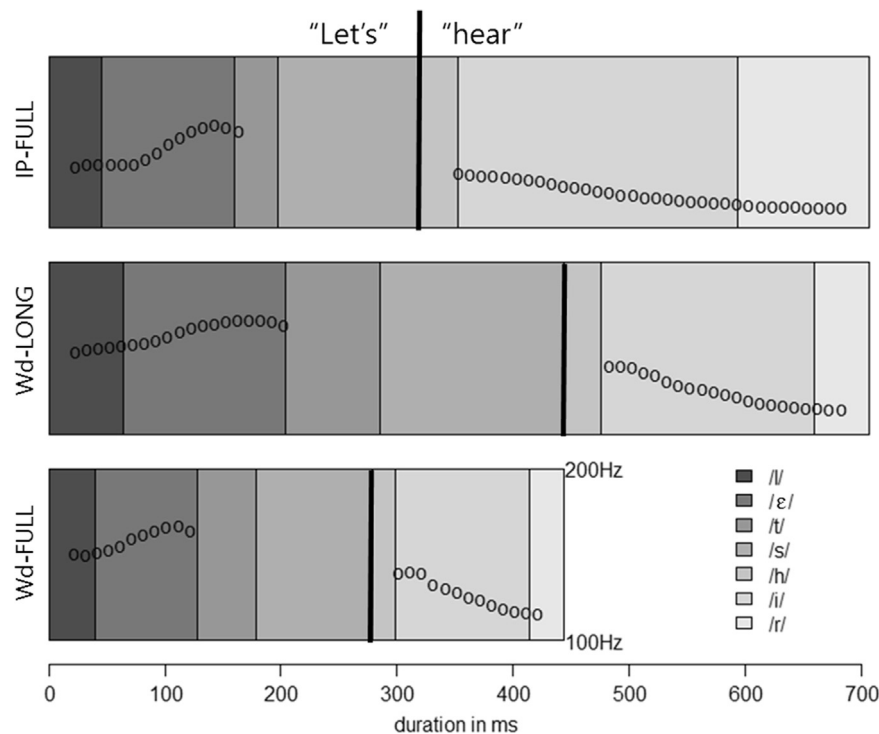 “Let’s” “hear”
IP-FULL
Wd-LONG
Wd-FULL
200Hz
100Hz
/l/
/ɛ/
/t/
/s/
/h/
/i/
/r/
0 100 200 300 400 500 600 700
duration in ms